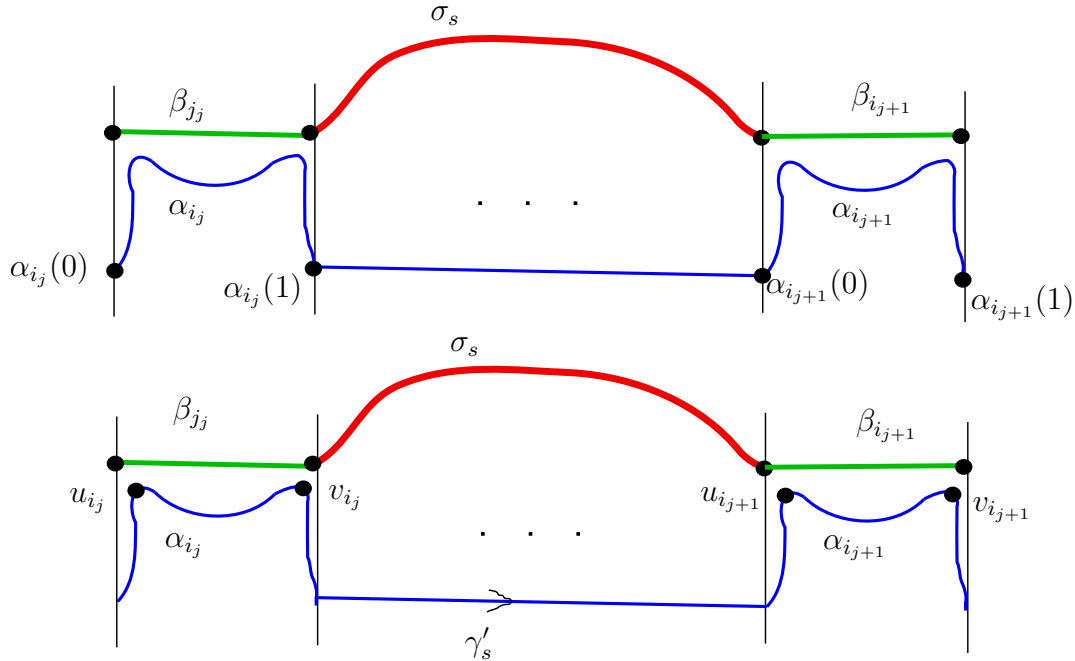 σ_s
β_{j_j} β_{i_{j+1}}
α_{i_j} . . . α_{i_{j+1}}
α_{i_j}(0) α_{i_j}(1) α_{i_{j+1}}(0) α_{i_{j+1}}(1)
σ_s
β_{j_j} β_{i_{j+1}}
u_{i_j} v_{i_j} u_{i_{j+1}} v_{i_{j+1}}
α_{i_j} . . . α_{i_{j+1}}
γ'_s